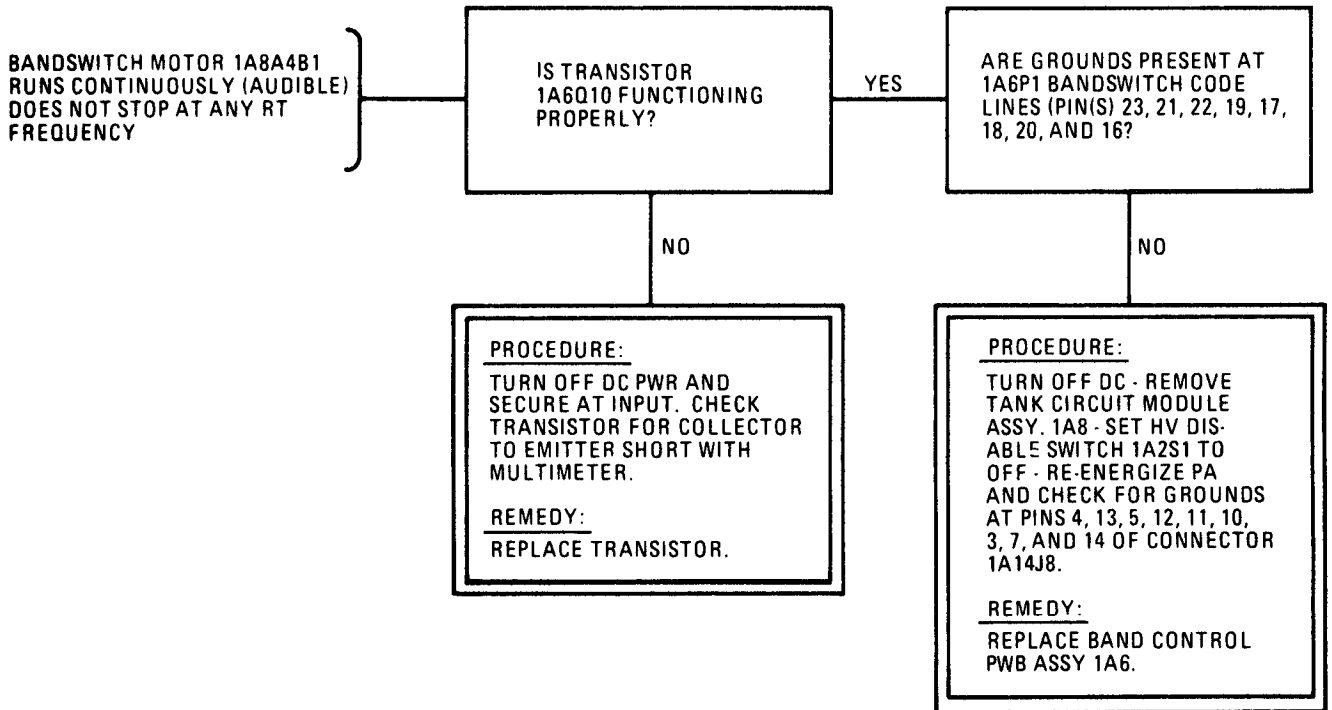 BANDSWITCH MOTOR 1A8A4B1
RUNS CONTINUOUSLY (AUDIBLE)
DOES NOT STOP AT ANY RT
FREQUENCY
IS TRANSISTOR
1A6Q10 FUNCTIONING
PROPERLY?
YES
ARE GROUNDS PRESENT AT
1A6P1 BANDSWITCH CODE
LINES (PIN(S) 23, 21, 22, 19, 17,
18, 20, AND 16?
NO
NO
PROCEDURE:
TURN OFF DC PWR AND
SECURE AT INPUT. CHECK
TRANSISTOR FOR COLLECTOR
TO EMITTER SHORT WITH
MULTIMETER.
REMEDY:
REPLACE TRANSISTOR.
PROCEDURE:
TURN OFF DC - REMOVE
TANK CIRCUIT MODULE
ASSY. 1A8 - SET HV DIS-
ABLE SWITCH 1A2S1 TO
OFF - RE-ENERGIZE PA
AND CHECK FOR GROUNDS
AT PINS 4, 13, 5, 12, 11, 10,
3, 7, AND 14 OF CONNECTOR
1A14J8.
REMEDY:
REPLACE BAND CONTROL
PWB ASSY 1A6.